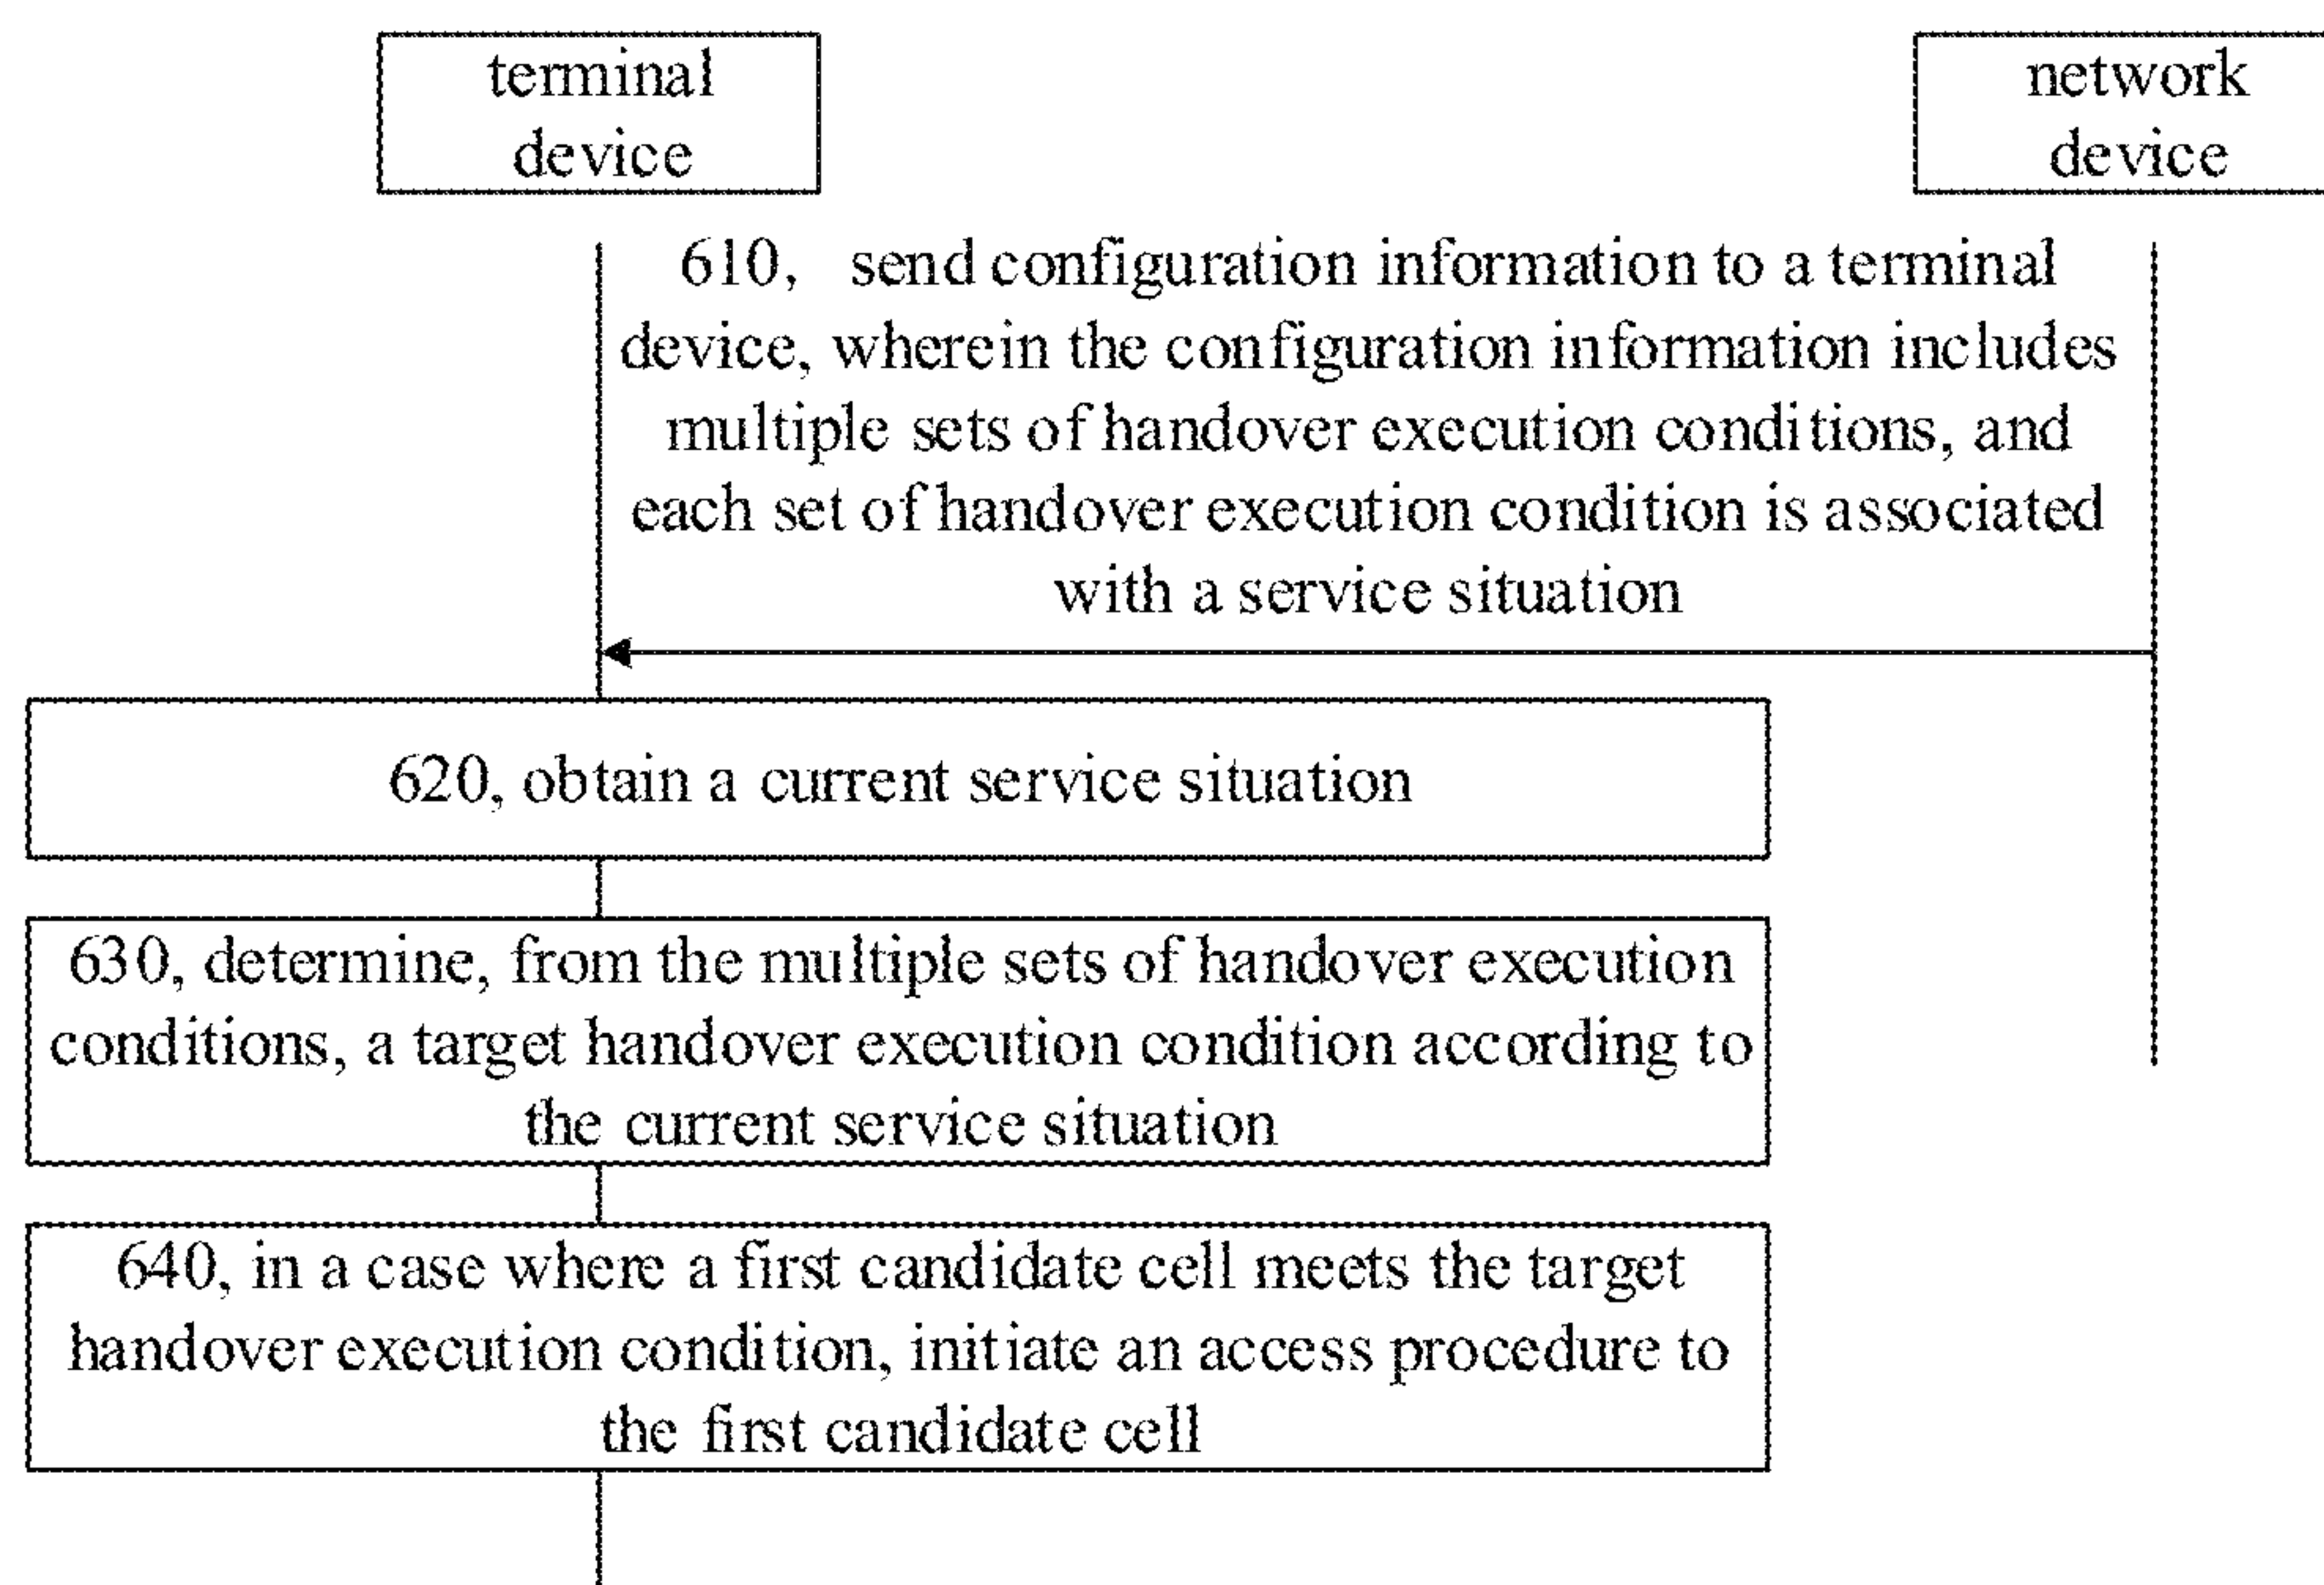 terminal
device
network
device
610, send configuration information to a terminal
device, wherein the configuration information includes
multiple sets of handover execution conditions, and
each set of handover execution condition is associated
with a service situation
620, obtain a current service situation
630, determine, from the multiple sets of handover execution
conditions, a target handover execution condition according to
the current service situation
640, in a case where a first candidate cell meets the target
handover execution condition, initiate an access procedure to
the first candidate cell